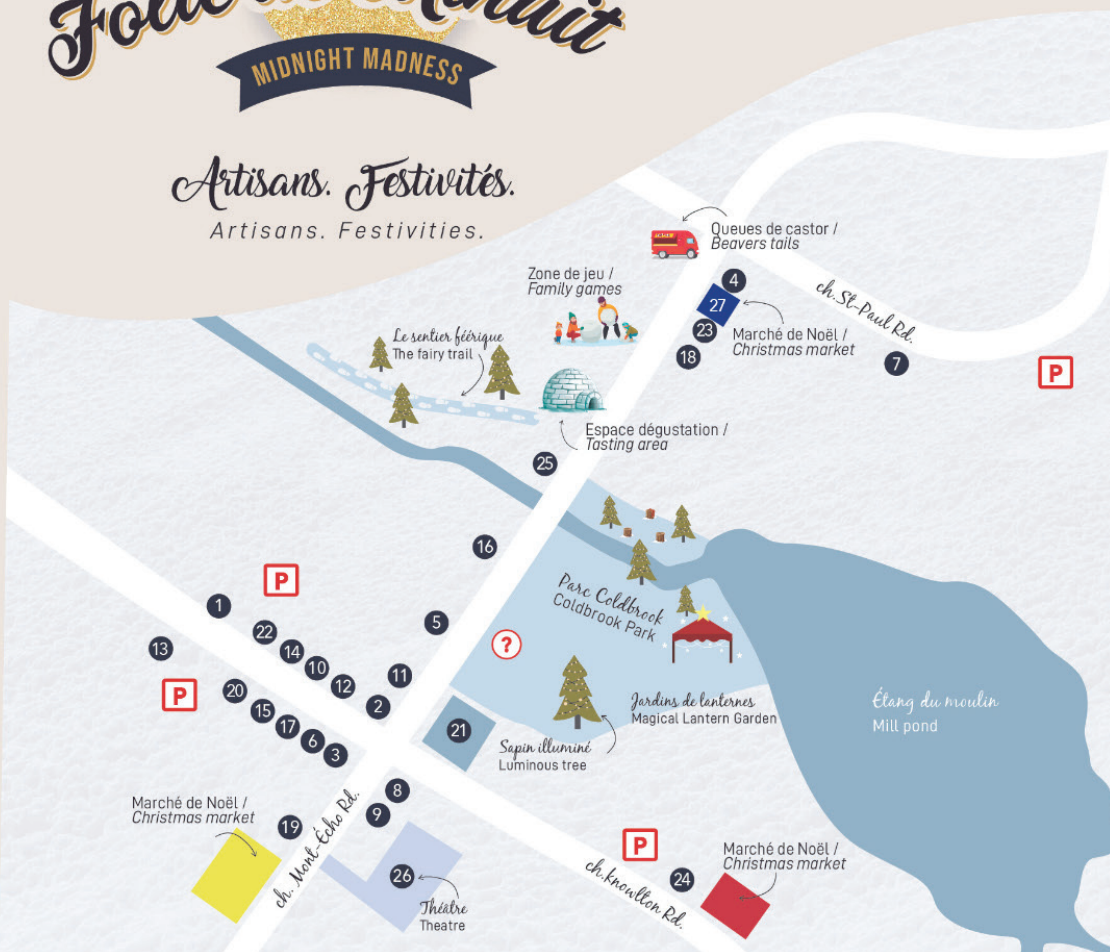 Folie Minuit
MIDNIGHT MADNESS
Artisans. Festivités.
Artisans. Festivities.
Queues de castor /
Beavers tails
Zone de jeu /
Family games
4
27
23
18
Marché de Noël /
Christmas market
ch. St-Paul Rd.
7
P
Le sentier féérique
The fairy trail
Espace dégustation /
Tasting area
25
16
5
11
2
Parc Coldbrook
Coldbrook Park
?
Jardins de lanternes
Magical Lantern Garden
Sapin illuminé
Luminous tree
21
Étang du moulin
Mill pond
P
1
22
14
10
12
13
P
20
15
17
6
3
8
9
19
Marché de Noël /
Christmas market
ch. Mont-Écho Rd.
26
Théâtre
Theatre
ch. Knowlton Rd.
P
24
Marché de Noël /
Christmas market